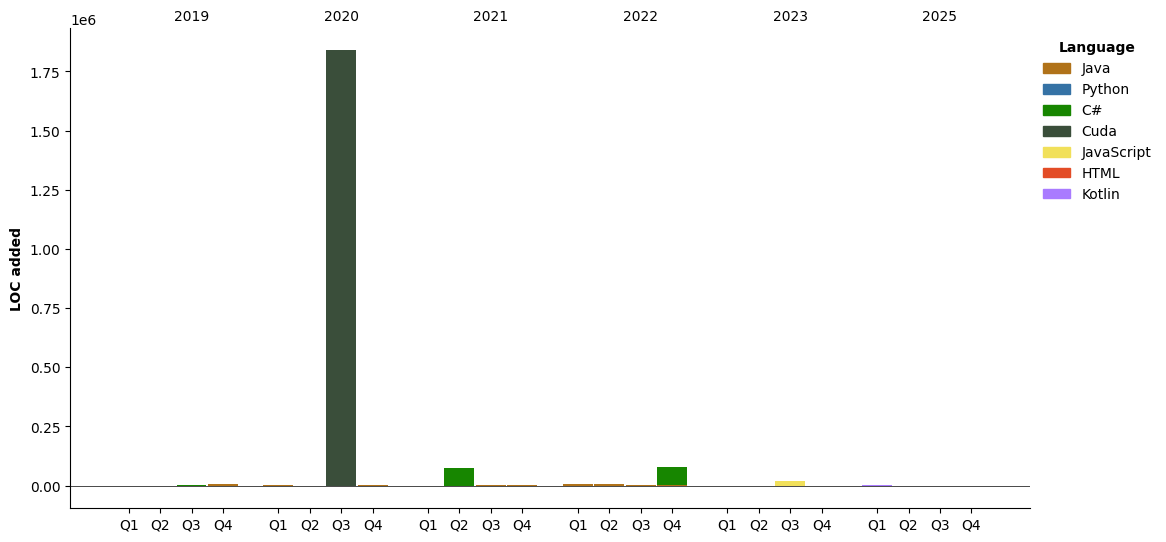 1e6
2019 2020 2021 2022 2023 2025
Language
Java
Python
C#
Cuda
JavaScript
HTML
Kotlin
LOC added
1.75
1.50
1.25
1.00
0.75
0.50
0.25
0.00
Q1 Q2 Q3 Q4 Q1 Q2 Q3 Q4 Q1 Q2 Q3 Q4 Q1 Q2 Q3 Q4 Q1 Q2 Q3 Q4 Q1 Q2 Q3 Q4